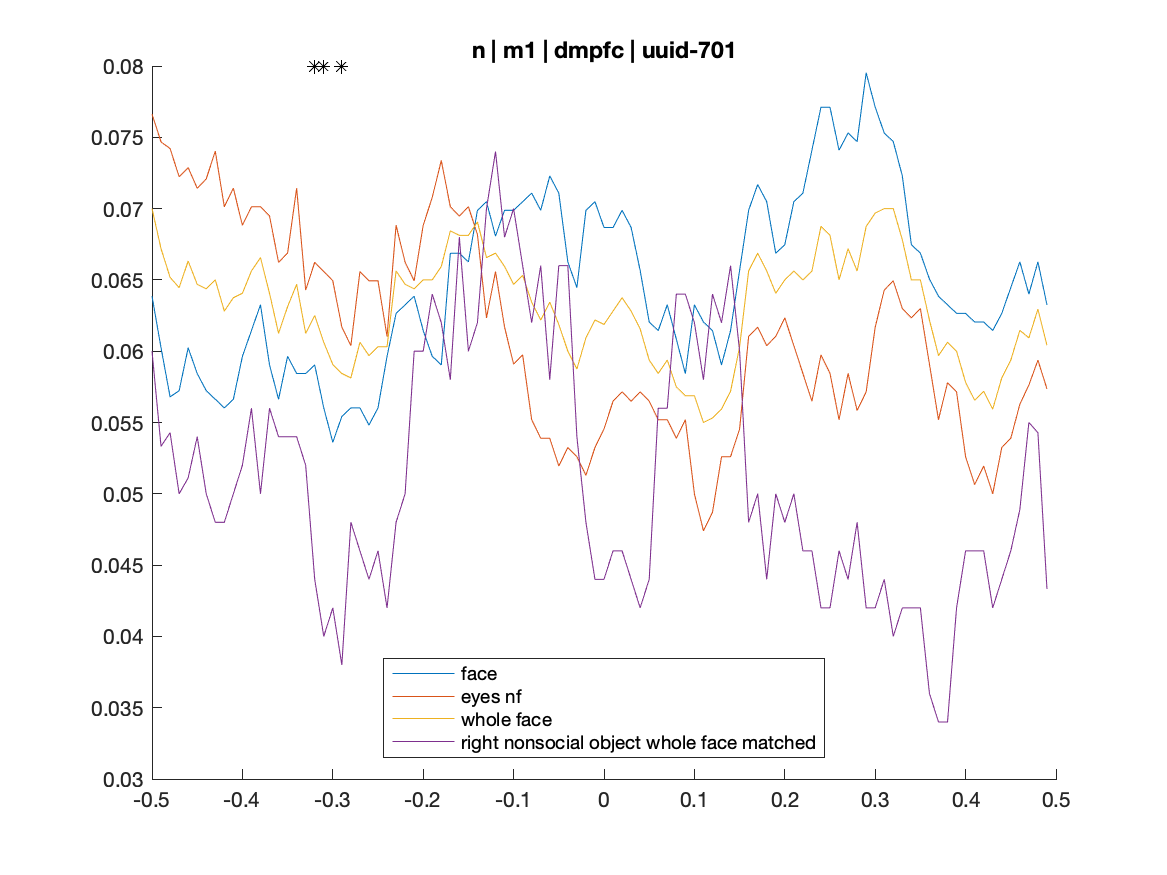 n | m1 | dmpfc | uuid-701
***
0.08
0.075
0.07
0.065
0.06
0.055
0.05
0.045
0.04
0.035
0.03
face
eyes nf
whole face
right nonsocial object whole face matched
-0.5 -0.4 -0.3 -0.2 -0.1 0 0.1 0.2 0.3 0.4 0.5